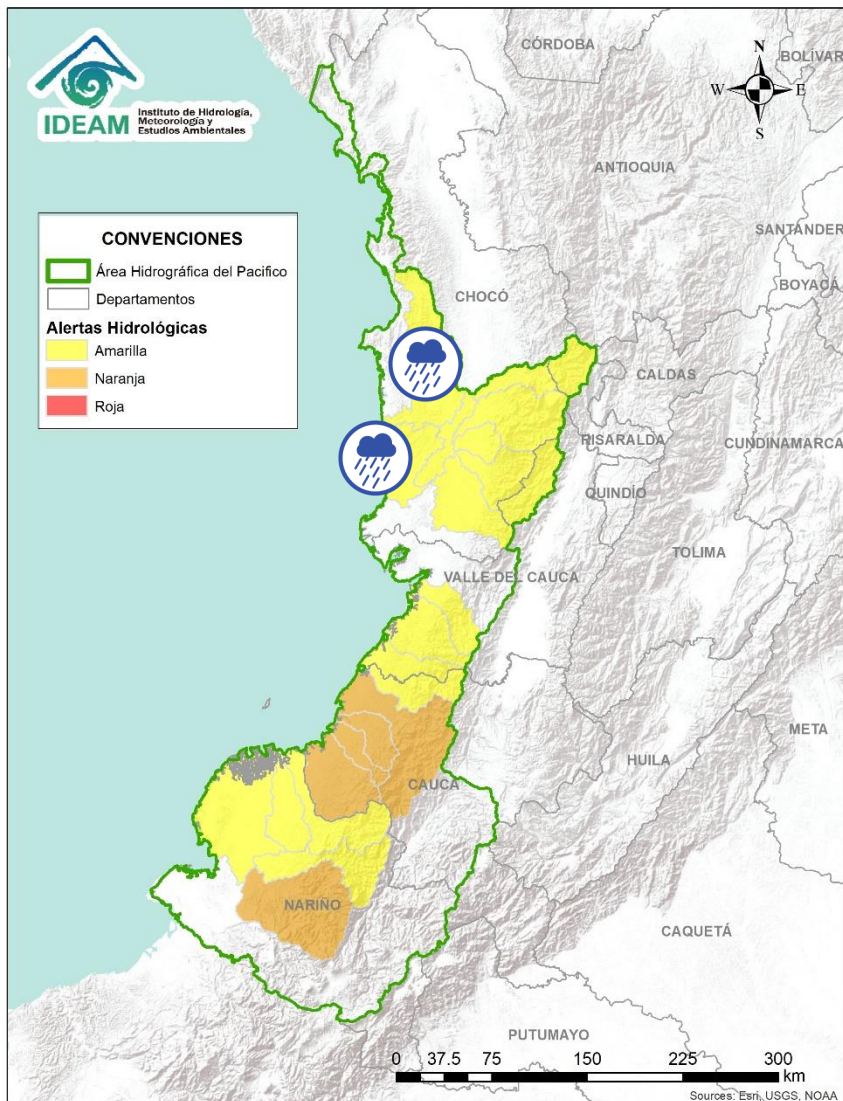 IDEAM
Instituto de Hidrología,
Meteorología y
Estudios Ambientales
CÓRDOBA
BOLÍVAR
N
W
E
S
ANTIOQUIA
SANTANDER
BOYACÁ
CONVENCIONES
Área Hidrográfica del Pacifico
Departamentos
Alertas Hidrológicas
Amarilla
Naranja
Roja
CHOCÓ
CALDAS
RISARALDA
CUNDINAMARCA
QUINDÍO
TOLIMA
VALLE DEL CAUCA
META
HUILA
CAUCA
NARIÑO
CAQUETÁ
PUTUMAYO
0 37.5 75 150 225 300
km
Sources: Esri, USGS, NOAA